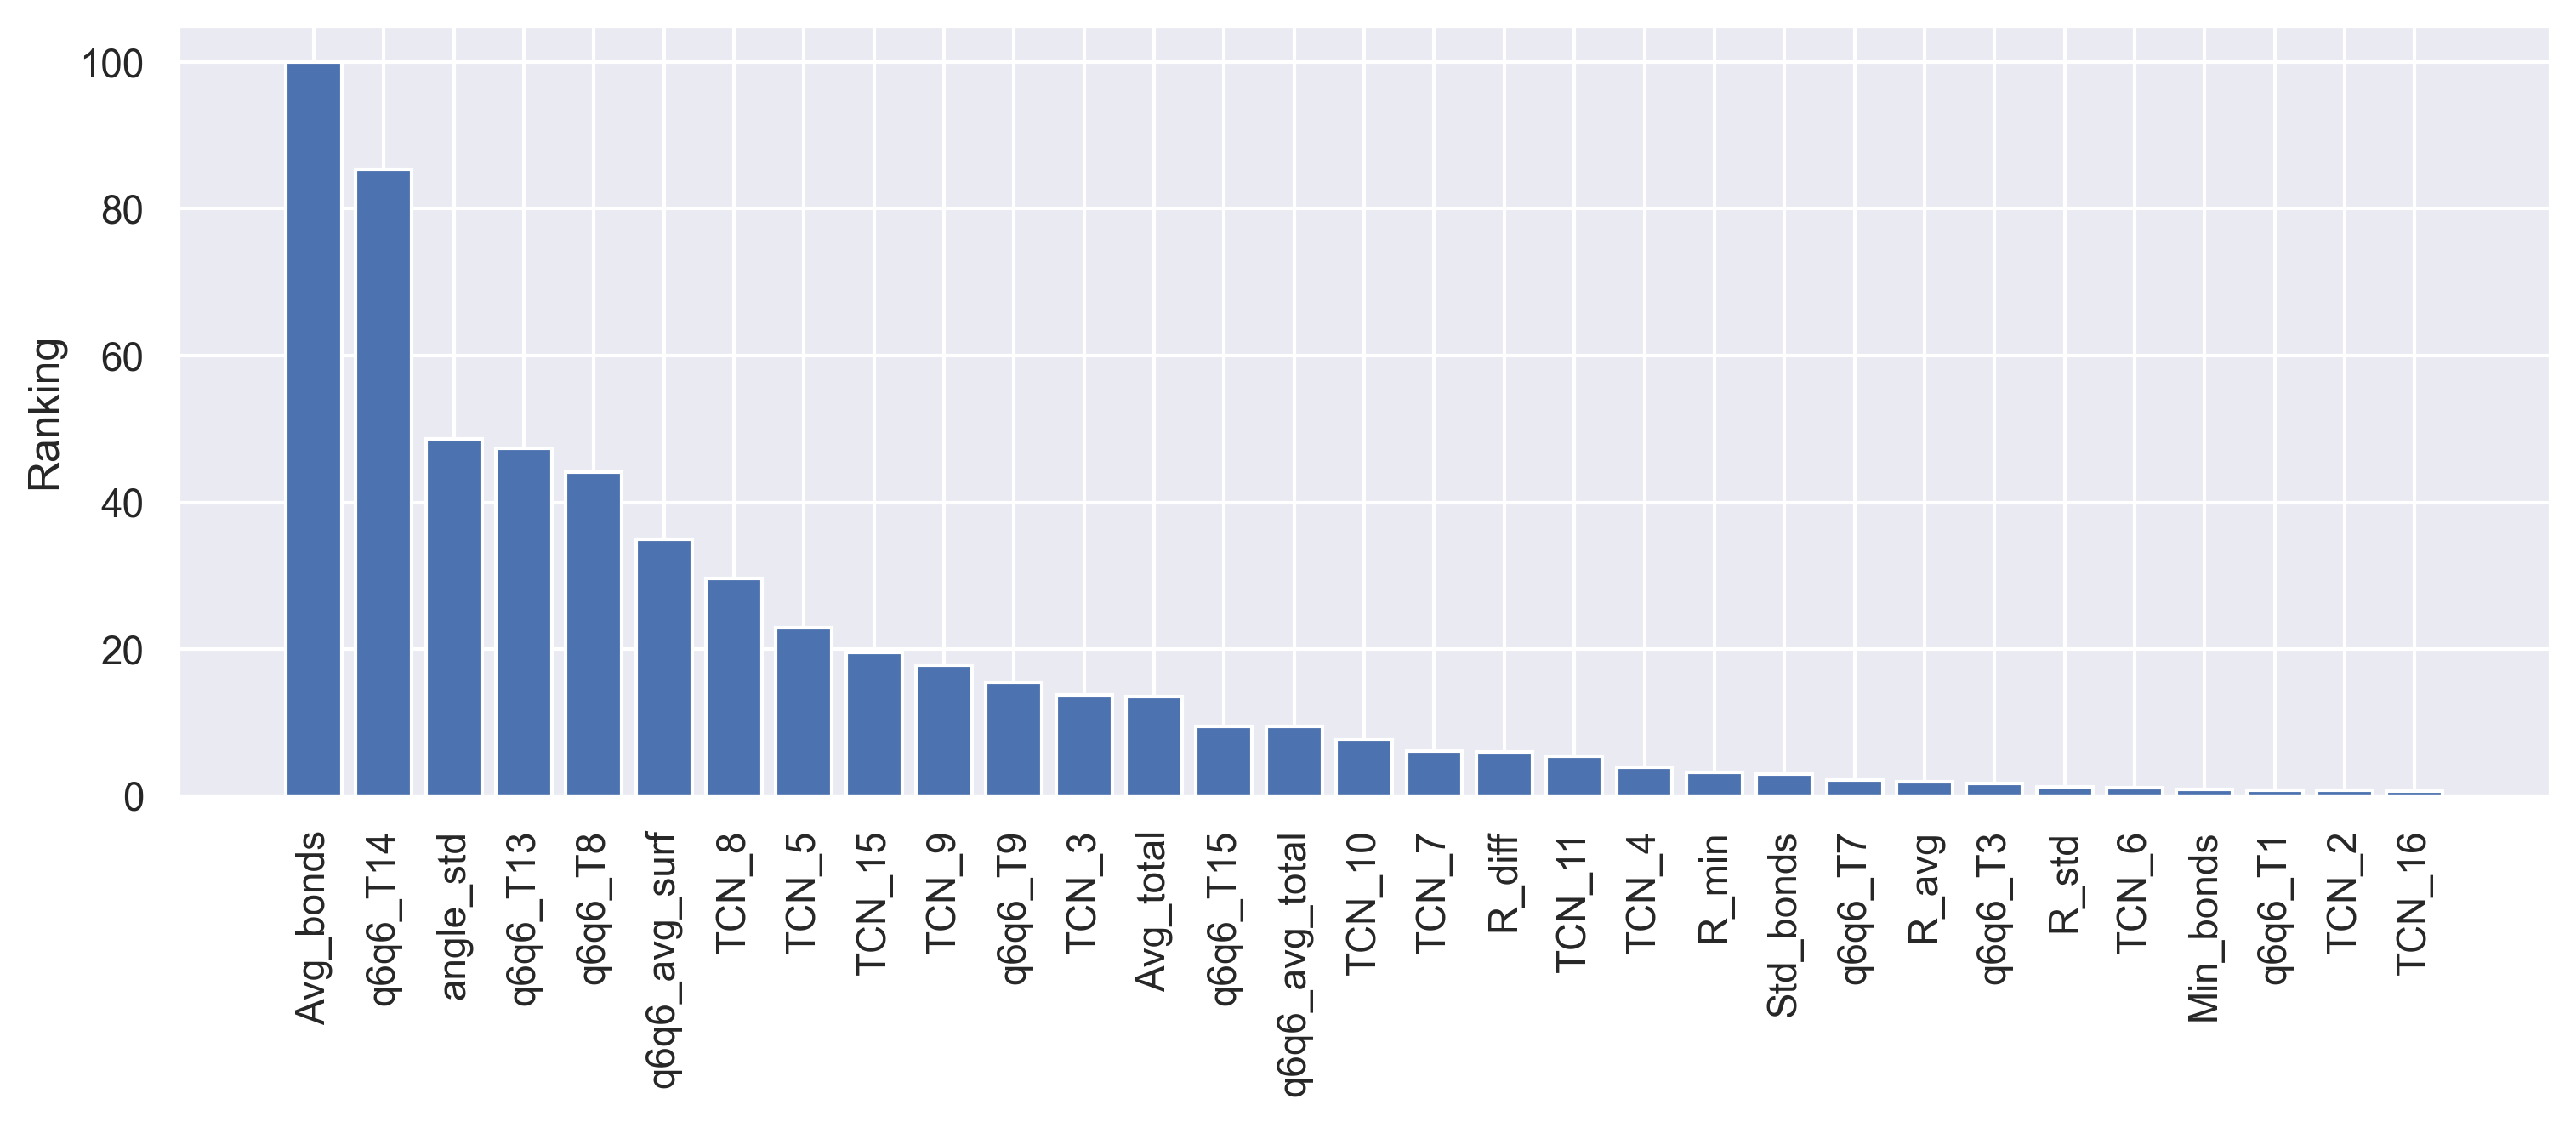 Ranking
100
80
60
40
20
0
Avg_bonds
q6q6_T14
angle_std
q6q6_T13
q6q6_T8
q6q6_avg_surf
TCN_8
TCN_5
TCN_15
TCN_9
q6q6_T9
TCN_3
Avg_total
q6q6_T15
q6q6_avg_total
TCN_10
TCN_7
R_diff
TCN_11
TCN_4
R_min
Std_bonds
q6q6_T7
R_avg
q6q6_T3
R_std
TCN_6
Min_bonds
q6q6_T1
TCN_2
TCN_16